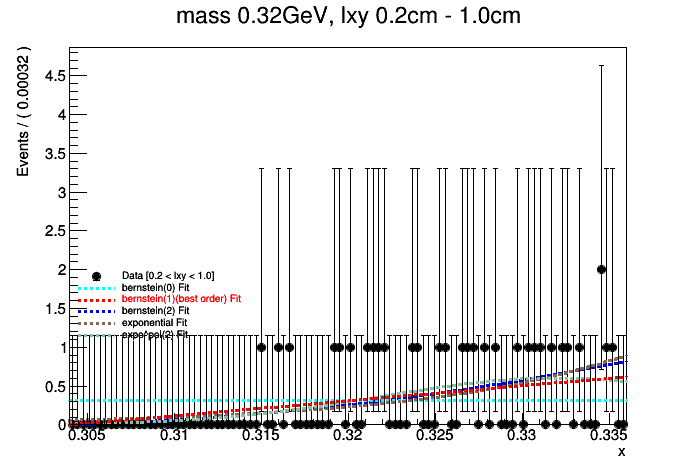 mass 0.32GeV, lxy 0.2cm - 1.0cm
Events / ( 0.00032 )
4.5
4
3.5
3
2.5
2
1.5
1
0.5
0
Data [0.2 < lxy < 1.0]
bernstein(0) Fit
bernstein(1)(best order) Fit
bernstein(2) Fit
exponential Fit
expo*pol(2) Fit
0.305 0.31 0.315 0.32 0.325 0.33 0.335
x